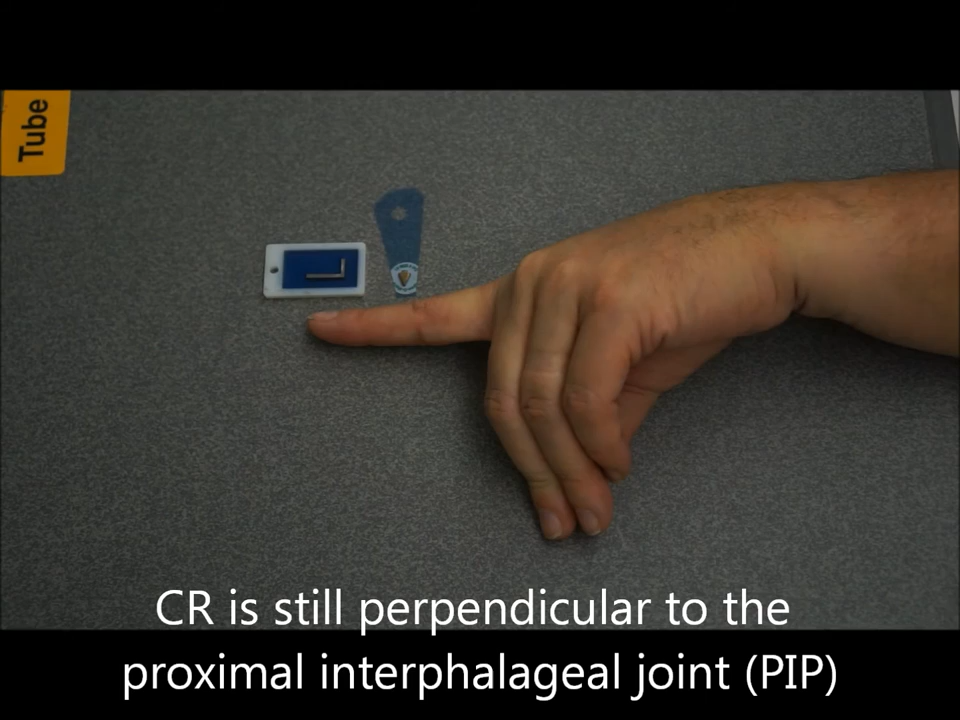 Tube
L
CR is still perpendicular to the
proximal interphalageal joint (PIP)